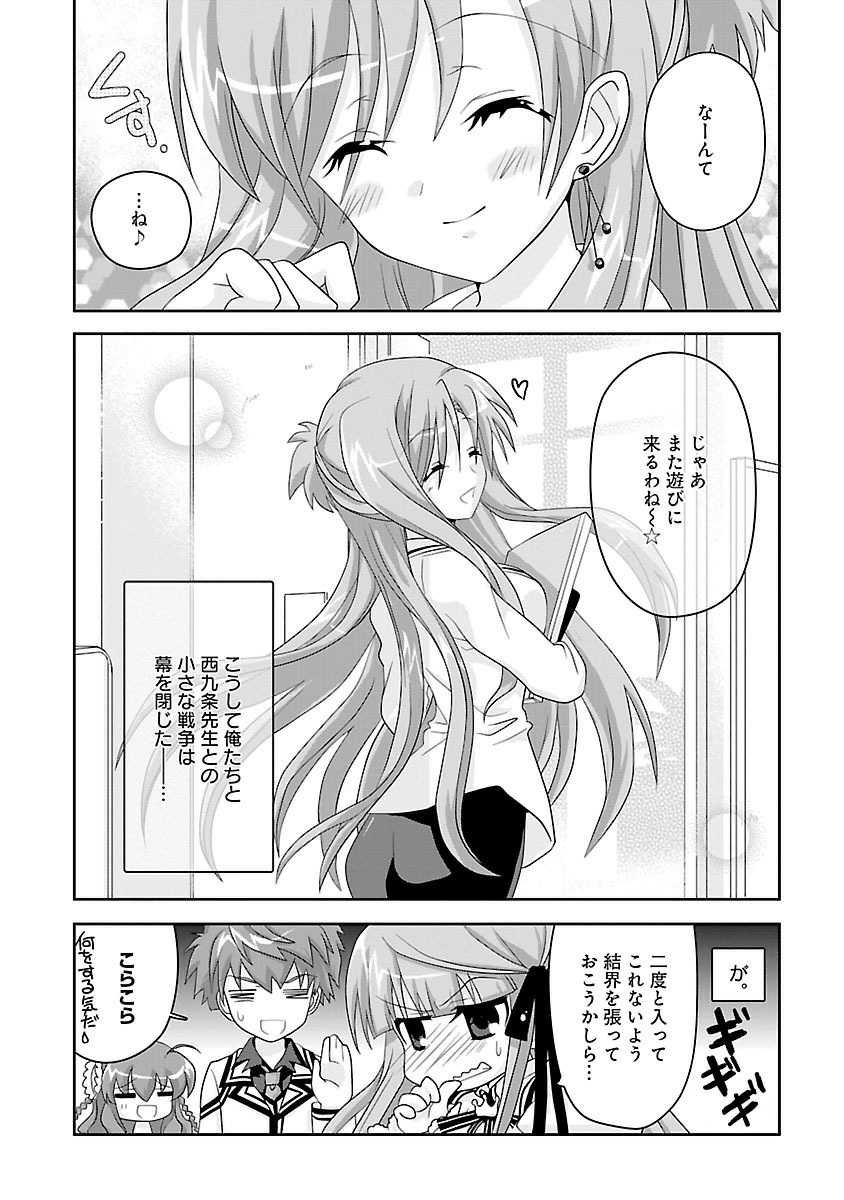 なーんて
くす。
…ね♪
じゃあ
また遊びに
来るわね～☆
こうして俺たちと
西九条先生との
小さな戦争は
幕を閉じた――…
が。
ギギギギ
二度と入って
これないよう
結界を張って
おこうかしら…
こらこら
何をする気だ